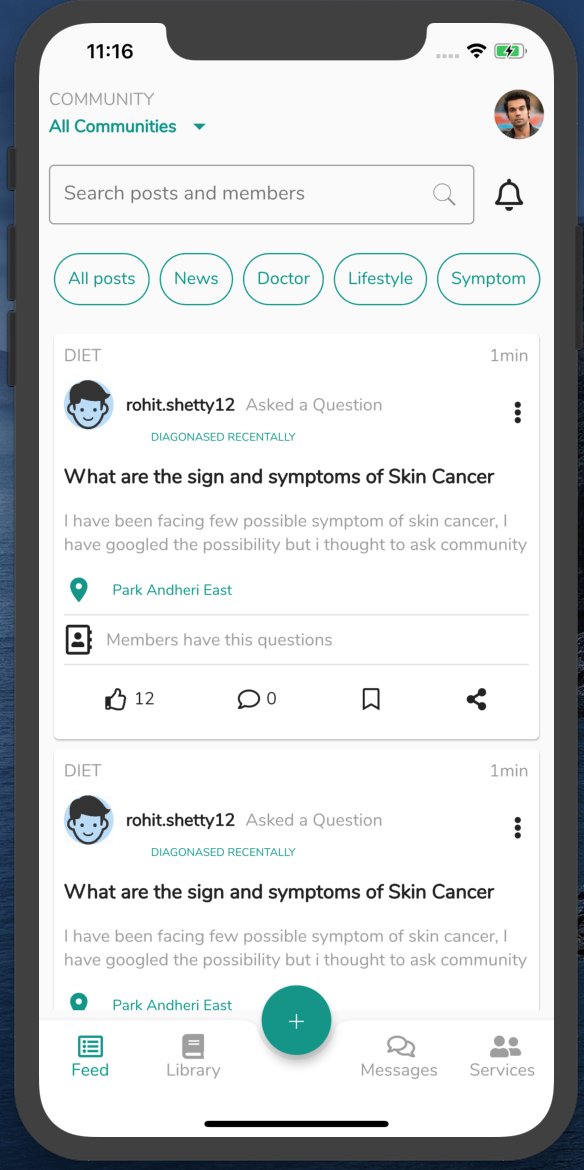 11:16
COMMUNITY
All Communities
Search posts and members
All posts News Doctor Lifestyle Symptom
DIET 1min
rohit.shetty12 Asked a Question
DIAGONASED RECENTALLY
What are the sign and symptoms of Skin Cancer
I have been facing few possible symptom of skin cancer, I
have googled the possibility but i thought to ask community
Park Andheri East
Members have this questions
12 0
DIET 1min
rohit.shetty12 Asked a Question
DIAGONASED RECENTALLY
What are the sign and symptoms of Skin Cancer
I have been facing few possible symptom of skin cancer, I
have googled the possibility but i thought to ask community
Park Andheri East
+
Feed Library Messages Services